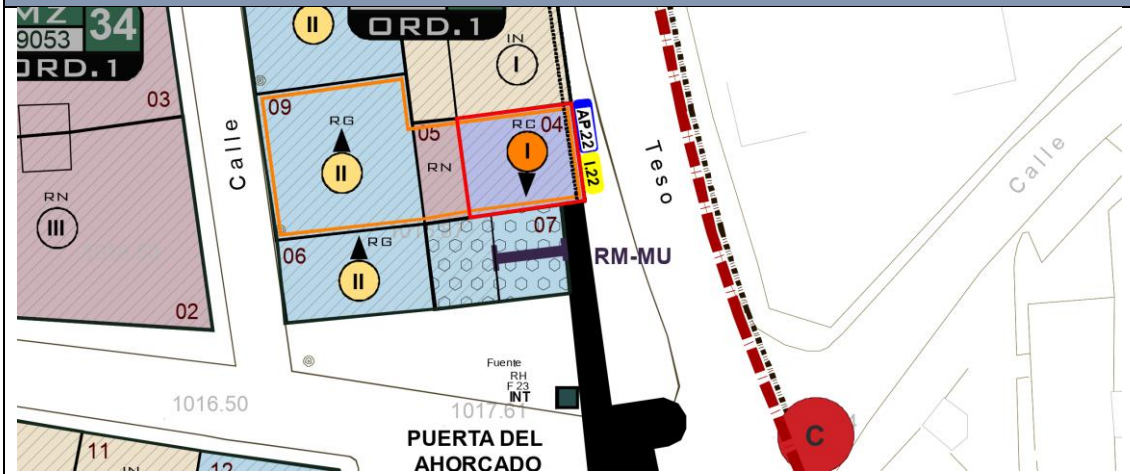 MZ
9053
34
ORD.1
II
ORD.1
IN
I
03
09
RG
II
05
RN
RC
04
I
AP.22
I.22
Calle
Teso
Calle
RN
III
02
06
RG
II
07
RM-MU
Fuente
RH
F 23
INT
1016.50
1017.61
PUERTA DEL
AHORCADO
C
11
IN
12